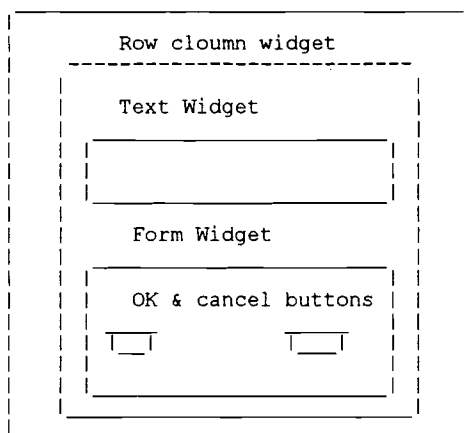 Row cloumn widget
Text Widget
Form Widget
OK & cancel buttons